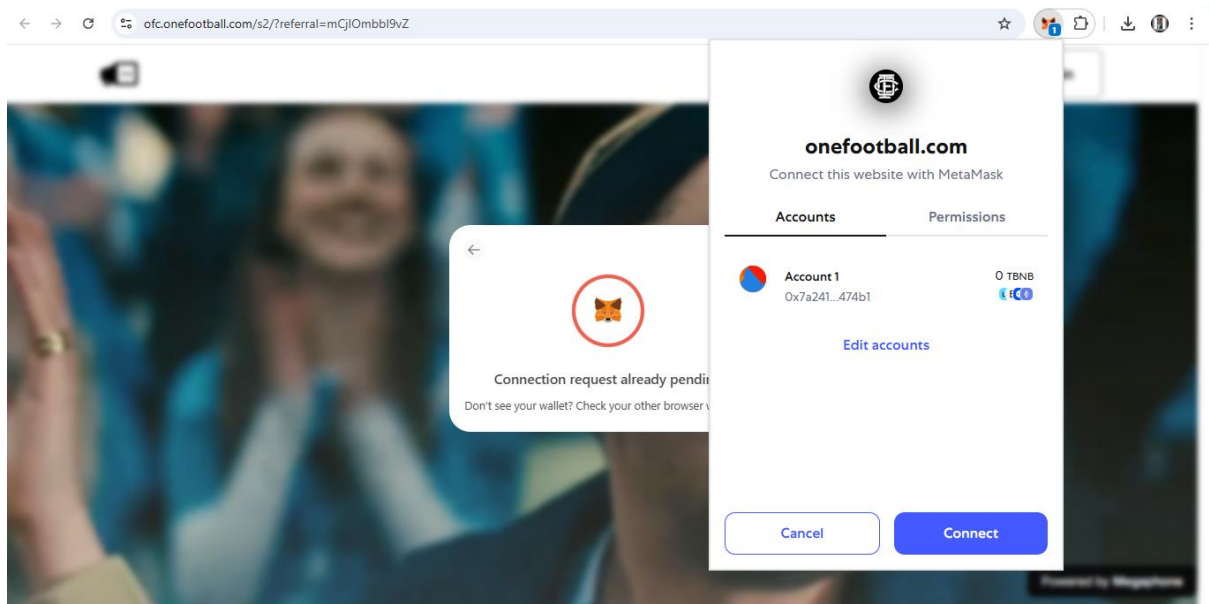 ofc.onefootball.com/s2/?referral=mCjlOmbbl9vZ
1
onefootball.com
Connect this website with MetaMask
Accounts Permissions
Account 1 0 TBNB
0x7a241...474b1
Edit accounts
Connection request already pendin
Don't see your wallet? Check your other browser
Cancel Connect
Powered by Megaphone